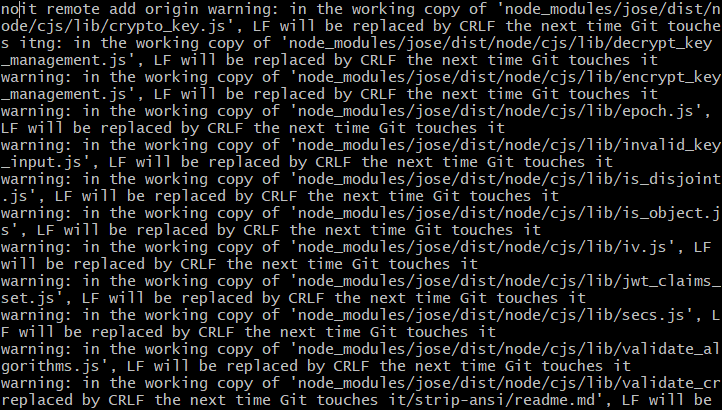 noit remote add origin warning: in the working copy of 'node_modules/jose/dist/n
ode/cjs/lib/crypto_key.js', LF will be replaced by CRLF the next time Git touche
s itng: in the working copy of 'node_modules/jose/dist/node/cjs/lib/decrypt_key
_management.js', LF will be replaced by CRLF the next time Git touches it
warning: in the working copy of 'node_modules/jose/dist/node/cjs/lib/encrypt_key
_management.js', LF will be replaced by CRLF the next time Git touches it
warning: in the working copy of 'node_modules/jose/dist/node/cjs/lib/epoch.js',
LF will be replaced by CRLF the next time Git touches it
warning: in the working copy of 'node_modules/jose/dist/node/cjs/lib/invalid_key
_input.js', LF will be replaced by CRLF the next time Git touches it
warning: in the working copy of 'node_modules/jose/dist/node/cjs/lib/is_disjoint
.js', LF will be replaced by CRLF the next time Git touches it
warning: in the working copy of 'node_modules/jose/dist/node/cjs/lib/is_object.j
s', LF will be replaced by CRLF the next time Git touches it
warning: in the working copy of 'node_modules/jose/dist/node/cjs/lib/iv.js', LF
will be replaced by CRLF the next time Git touches it
warning: in the working copy of 'node_modules/jose/dist/node/cjs/lib/jwt_claims_
set.js', LF will be replaced by CRLF the next time Git touches it
warning: in the working copy of 'node_modules/jose/dist/node/cjs/lib/secs.js', L
F will be replaced by CRLF the next time Git touches it
warning: in the working copy of 'node_modules/jose/dist/node/cjs/lib/validate_al
gorithms.js', LF will be replaced by CRLF the next time Git touches it
warning: in the working copy of 'node_modules/jose/dist/node/cjs/lib/validate_cr
replaced by CRLF the next time Git touches it/strip-ansi/readme.md', LF will be